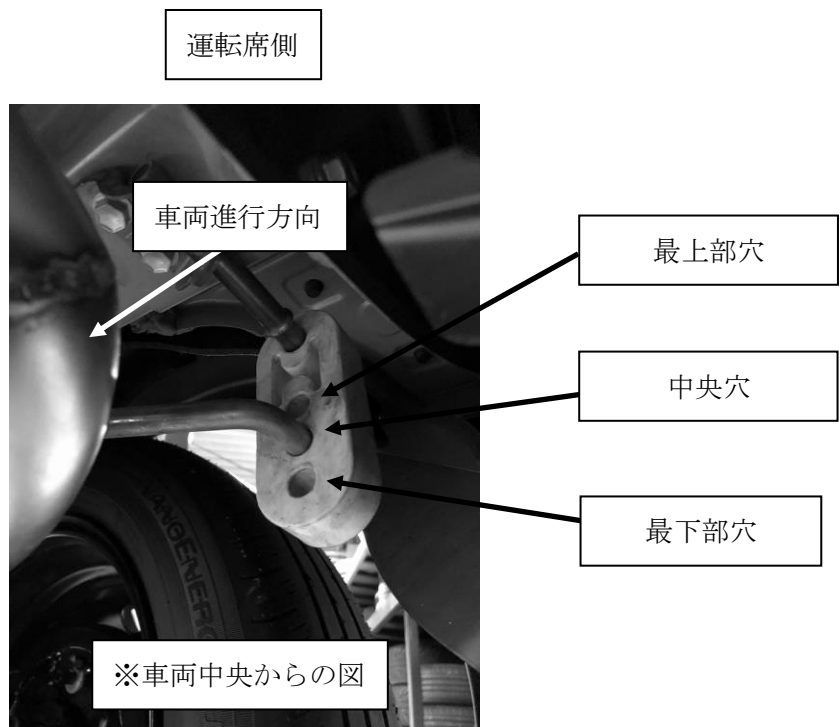 運転席側
車両進行方向
最上部穴
中央穴
最下部穴
※車両中央からの図